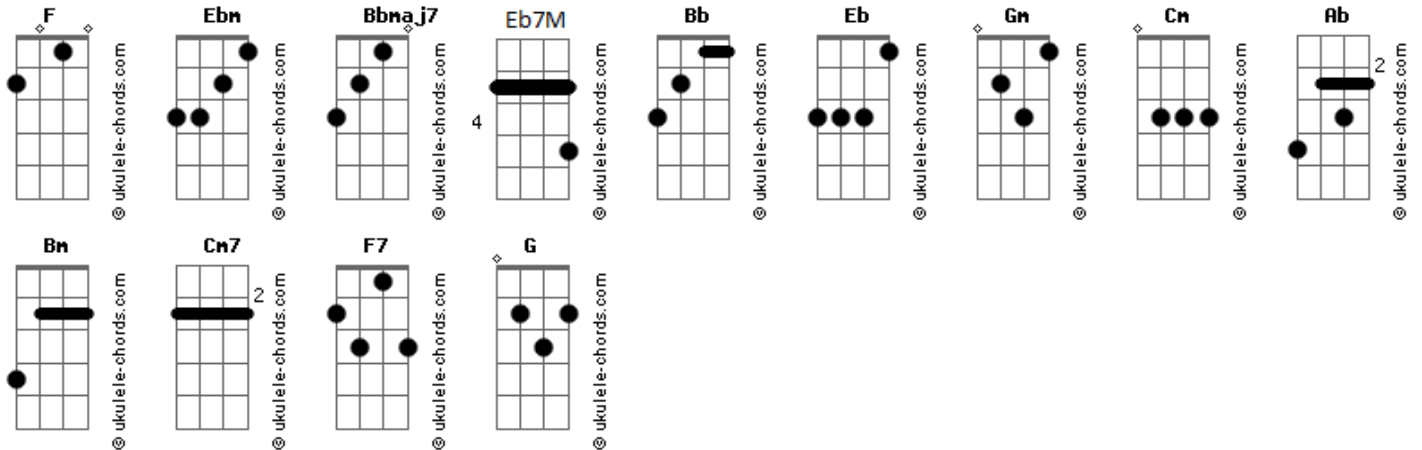 F Ebm Bbmaj7 Eb7M Bb Eb Gm Cm Ab
4 2
© ukulele-chords.com © ukulele-chords.com © ukulele-chords.com © ukulele-chords.com © ukulele-chords.com © ukulele-chords.com © ukulele-chords.com © ukulele-chords.com © ukulele-chords.com
Bm Cm7 F7 G
2
© ukulele-chords.com © ukulele-chords.com © ukulele-chords.com © ukulele-chords.com